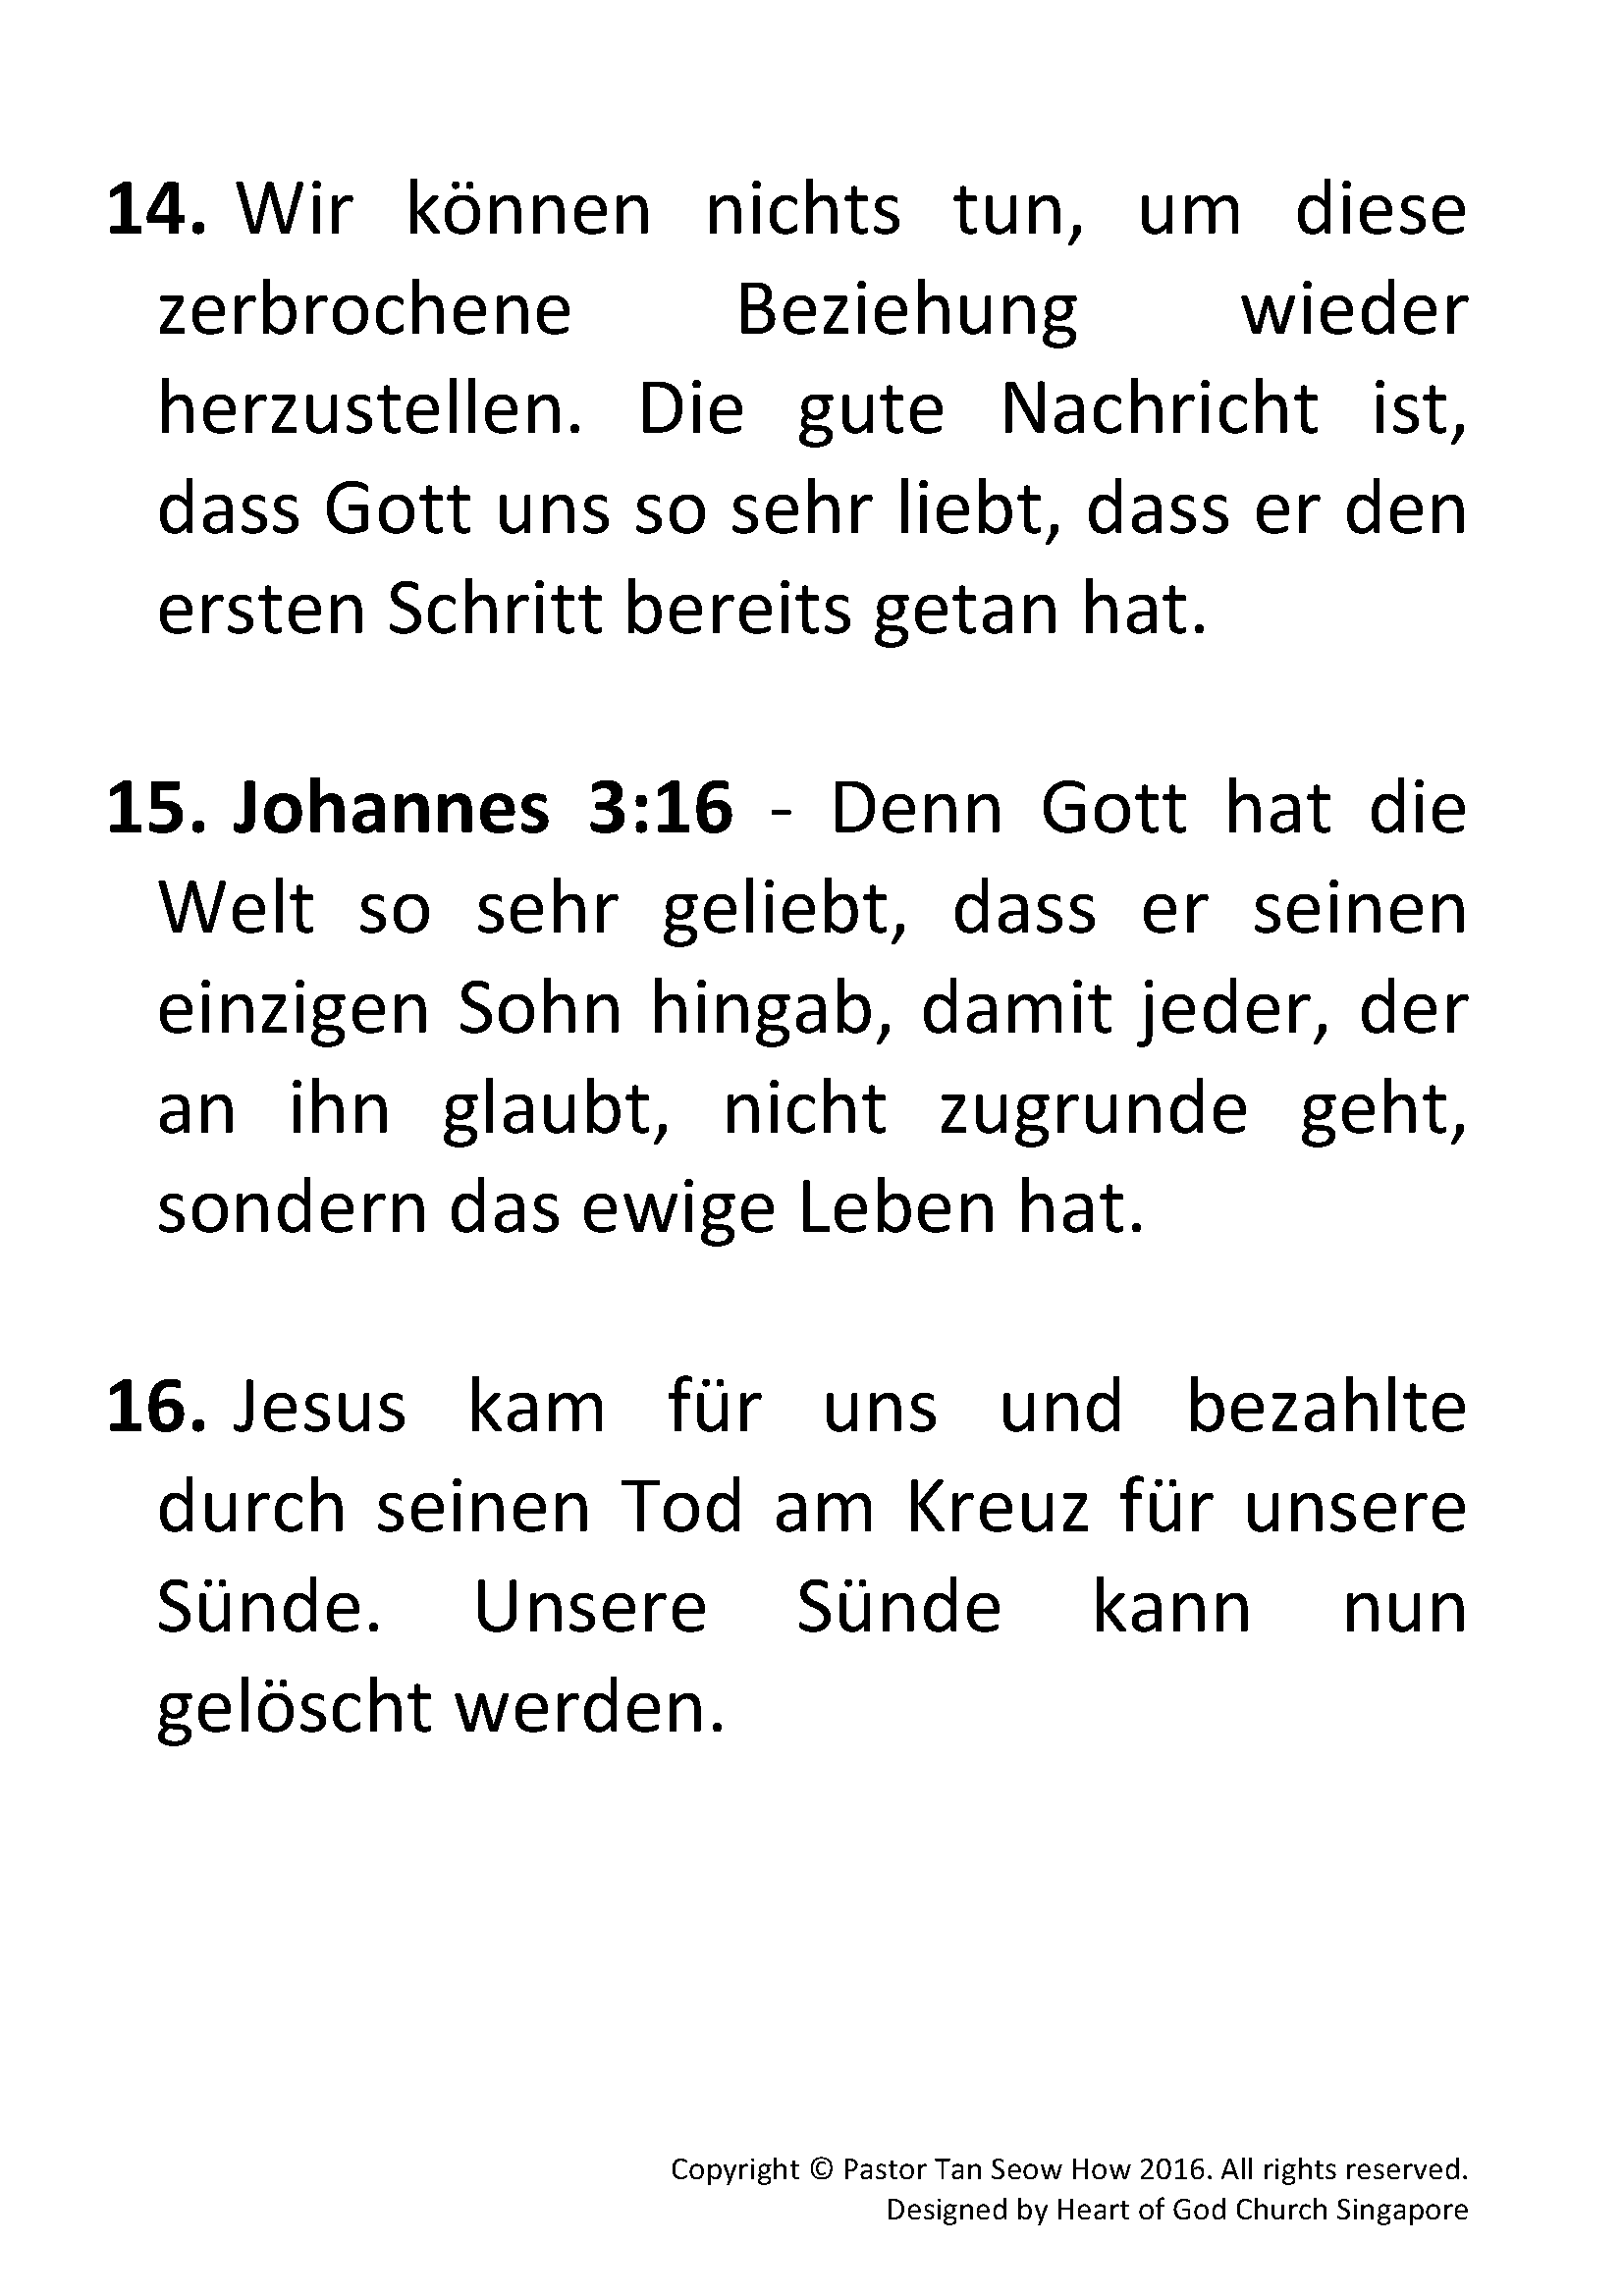 14. Wir können nichts tun, um diese
zerbrochene Beziehung wieder
herzustellen. Die gute Nachricht ist,
dass Gott uns so sehr liebt, dass er den
ersten Schritt bereits getan hat.
15. Johannes 3:16 - Denn Gott hat die
Welt so sehr geliebt, dass er seinen
einzigen Sohn hingab, damit jeder, der
an ihn glaubt, nicht zugrunde geht,
sondern das ewige Leben hat.
16. Jesus kam für uns und bezahlte
durch seinen Tod am Kreuz für unsere
Sünde. Unsere Sünde kann nun
gelöscht werden.
Copyright © Pastor Tan Seow How 2016. All rights reserved.
Designed by Heart of God Church Singapore